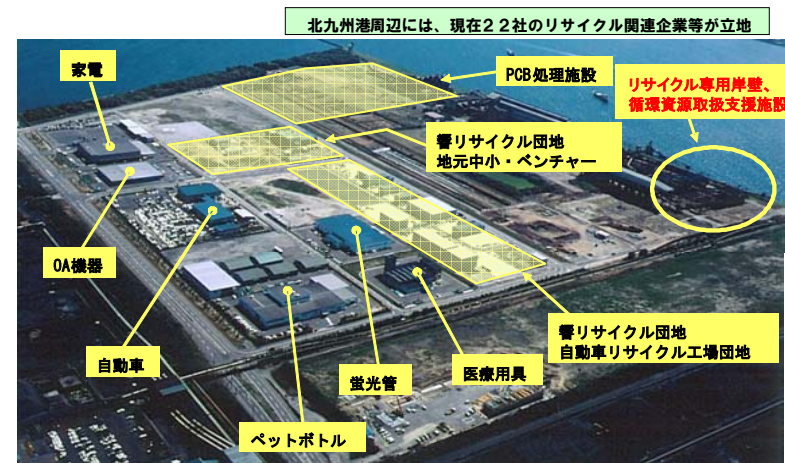 北九州港周辺には、現在２２社のリサイクル関連企業等が立地
家電
PCB処理施設
リサイクル専用岸壁、
循環資源取扱支援施設
響リサイクル団地
地元中小・ベンチャー
OA機器
響リサイクル団地
自動車リサイクル工場団地
自動車
蛍光管
医療用具
ペットボトル